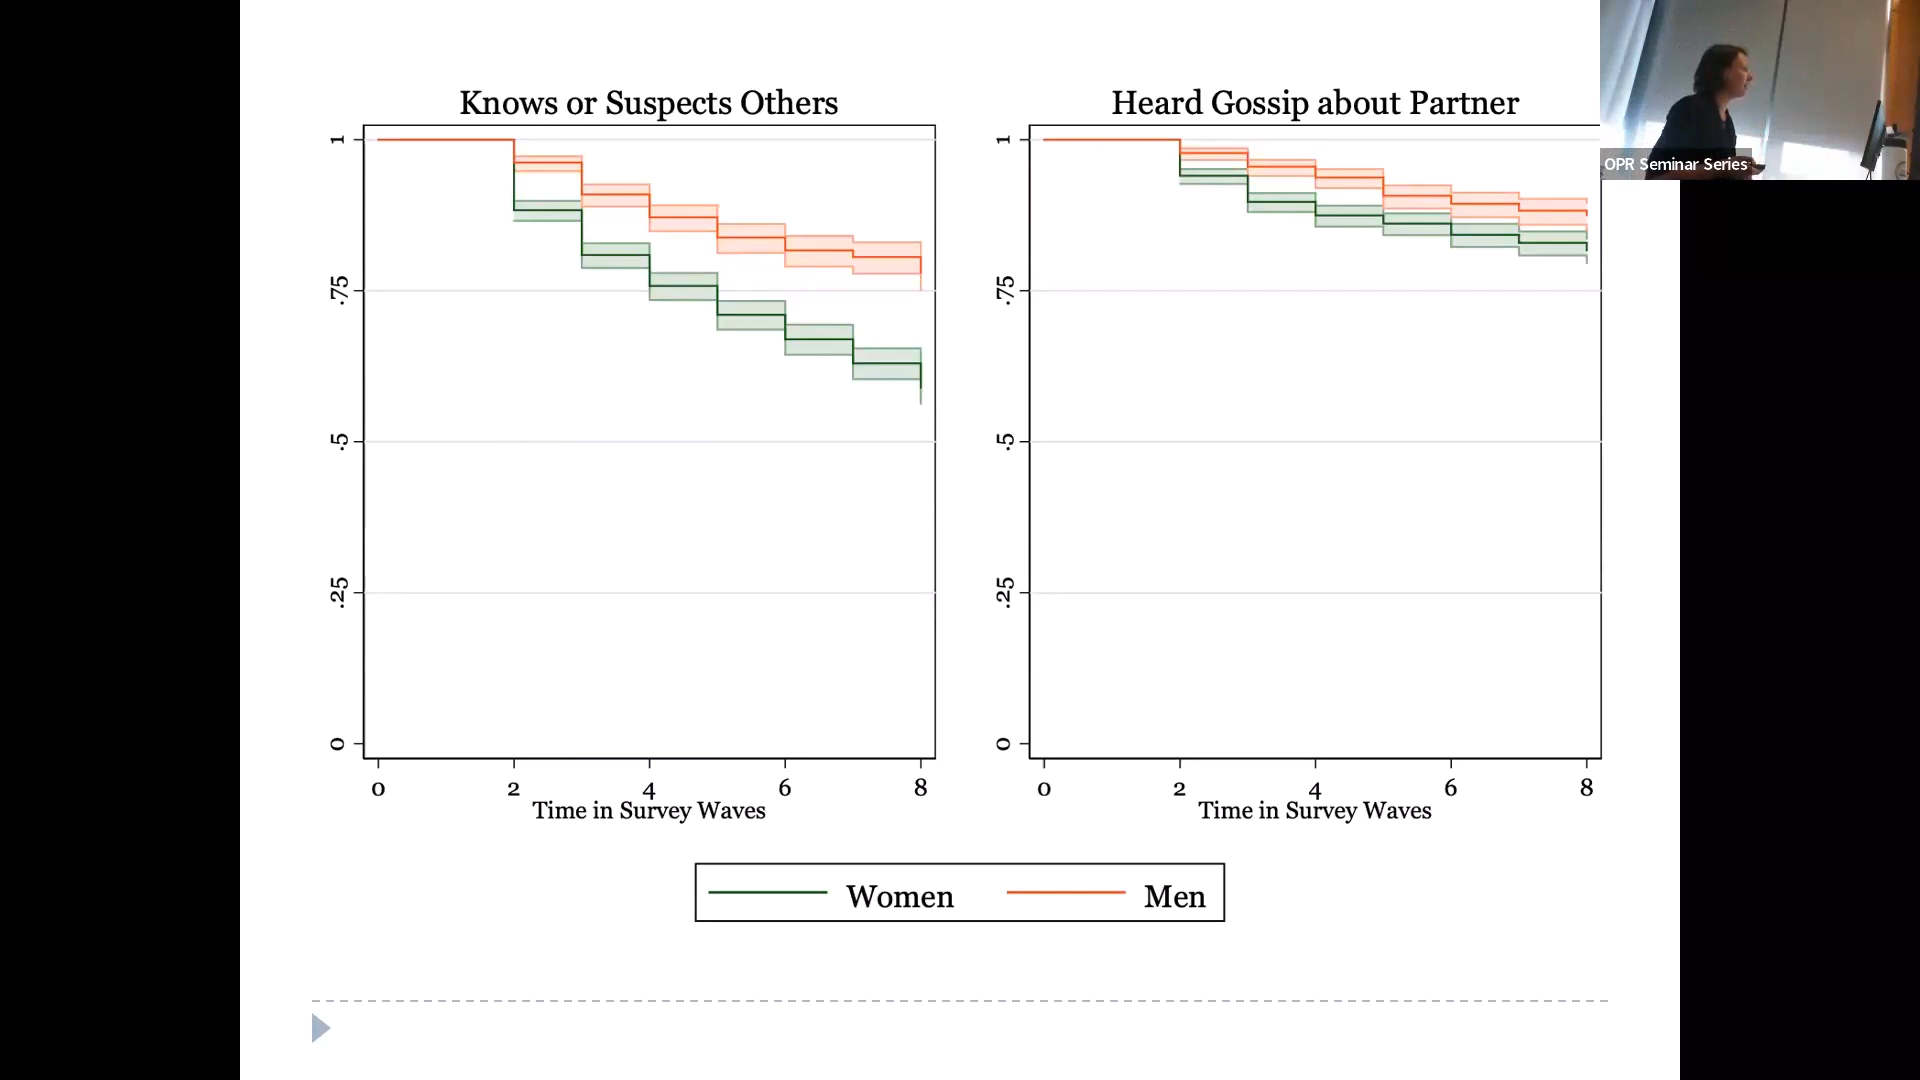 Knows or Suspects Others
1
.75
.5
.25
0
0 2 4 6 8
Time in Survey Waves
Heard Gossip about Partner
1
.75
.5
.25
0
0 2 4 6 8
Time in Survey Waves
Women Men
OPR Seminar Series